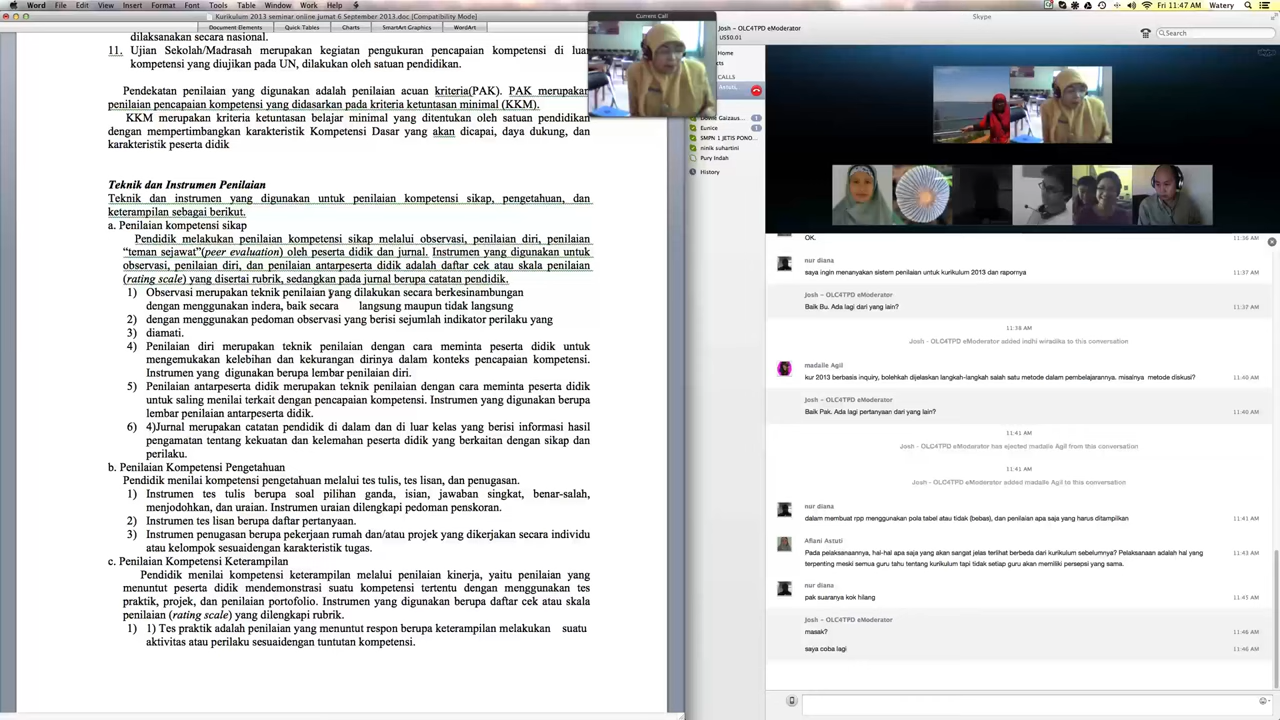 Word File Edit View Insert Format Font Tools Table Window Work Help
Fri 11:47 AM Watery
Kurikulum 2013 seminar online jumat 6 September 2013.doc [Compatibility Mode]
Document Elements Quick Tables Charts SmartArt Graphics WordArt
dilaksanakan secara nasional.
11. Ujian Sekolah/Madrasah merupakan kegiatan pengukuran pencapaian kompetensi di luar
kompetensi yang diujikan pada UN, dilakukan oleh satuan pendidikan.
Pendekatan penilaian yang digunakan adalah penilaian acuan kriteria(PAK). PAK merupakan
penilaian pencapaian kompetensi yang didasarkan pada kriteria ketuntasan minimal (KKM).
KKM merupakan kriteria ketuntasan belajar minimal yang ditentukan oleh satuan pendidikan
dengan mempertimbangkan karakteristik Kompetensi Dasar yang akan dicapai, daya dukung, dan
karakteristik peserta didik
Teknik dan Instrumen Penilaian
Teknik dan instrumen yang digunakan untuk penilaian kompetensi sikap, pengetahuan, dan
keterampilan sebagai berikut.
a. Penilaian kompetensi sikap
Pendidik melakukan penilaian kompetensi sikap melalui observasi, penilaian diri, penilaian
“teman sejawat”(peer evaluation) oleh peserta didik dan jurnal. Instrumen yang digunakan untuk
observasi, penilaian diri, dan penilaian antarpeserta didik adalah daftar cek atau skala penilaian
(rating scale) yang disertai rubrik, sedangkan pada jurnal berupa catatan pendidik.
1) Observasi merupakan teknik penilaian yang dilakukan secara berkesinambungan
dengan menggunakan indera, baik secara langsung maupun tidak langsung
2) dengan menggunakan pedoman observasi yang berisi sejumlah indikator perilaku yang
3) diamati.
4) Penilaian diri merupakan teknik penilaian dengan cara meminta peserta didik untuk
mengemukakan kelebihan dan kekurangan dirinya dalam konteks pencapaian kompetensi.
Instrumen yang digunakan berupa lembar penilaian diri.
5) Penilaian antarpeserta didik merupakan teknik penilaian dengan cara meminta peserta didik
untuk saling menilai terkait dengan pencapaian kompetensi. Instrumen yang digunakan berupa
lembar penilaian antarpeserta didik.
6) 4)Jurnal merupakan catatan pendidik di dalam dan di luar kelas yang berisi informasi hasil
pengamatan tentang kekuatan dan kelemahan peserta didik yang berkaitan dengan sikap dan
perilaku.
b. Penilaian Kompetensi Pengetahuan
Pendidik menilai kompetensi pengetahuan melalui tes tulis, tes lisan, dan penugasan.
1) Instrumen tes tulis berupa soal pilihan ganda, isian, jawaban singkat, benar-salah,
menjodohkan, dan uraian. Instrumen uraian dilengkapi pedoman penskoran.
2) Instrumen tes lisan berupa daftar pertanyaan.
3) Instrumen penugasan berupa pekerjaan rumah dan/atau projek yang dikerjakan secara individu
atau kelompok sesuaidengan karakteristik tugas.
c. Penilaian Kompetensi Keterampilan
Pendidik menilai kompetensi keterampilan melalui penilaian kinerja, yaitu penilaian yang
menuntut peserta didik mendemonstrasi suatu kompetensi tertentu dengan menggunakan tes
praktik, projek, dan penilaian portofolio. Instrumen yang digunakan berupa daftar cek atau skala
penilaian (rating scale) yang dilengkapi rubrik.
1) 1) Tes praktik adalah penilaian yang menuntut respon berupa keterampilan melakukan suatu
aktivitas atau perilaku sesuaidengan tuntutan kompetensi.
Current Call
Skype
Josh – OLC4TPD eModerator
US$0.01
Search
Home
CALLS
Eunice 1
SMPN 1 JETIS PONO...
ninik suhartini
Pury Indah
History
OK. 11:36 AM
nur diana
saya ingin menanyakan sistem penilaian untuk kurikulum 2013 dan rapornya 11:37 AM
Josh – OLC4TPD eModerator
Baik Bu. Ada lagi dari yang lain? 11:37 AM
11:38 AM
Josh - OLC4TPD eModerator added indhi wiradika to this conversation
madalle Agil
kur 2013 berbasis inquiry, bolehkah dijelaskan langkah-langkah salah satu metode dalam pembelajarannya. misalnya metode diskusi? 11:40 AM
Josh – OLC4TPD eModerator
Baik Pak. Ada lagi pertanyaan dari yang lain? 11:40 AM
11:41 AM
Josh - OLC4TPD eModerator has ejected madalle Agil from this conversation
11:41 AM
Josh - OLC4TPD eModerator added madalle Agil to this conversation
nur diana
dalam membuat rpp menggunakan pola tabel atau tidak (bebas), dan penilaian apa saja yang harus ditampilkan 11:41 AM
Afiani Astuti
Pada pelaksanaannya, hal-hal apa saja yang akan sangat jelas terlihat berbeda dari kurikulum sebelumnya? Pelaksanaan adalah hal yang 11:43 AM
terpenting meski semua guru tahu tentang kurikulum tapi tidak setiap guru akan memiliki persepsi yang sama.
nur diana
pak suaranya kok hilang 11:45 AM
Josh – OLC4TPD eModerator
masak? 11:46 AM
saya coba lagi 11:46 AM